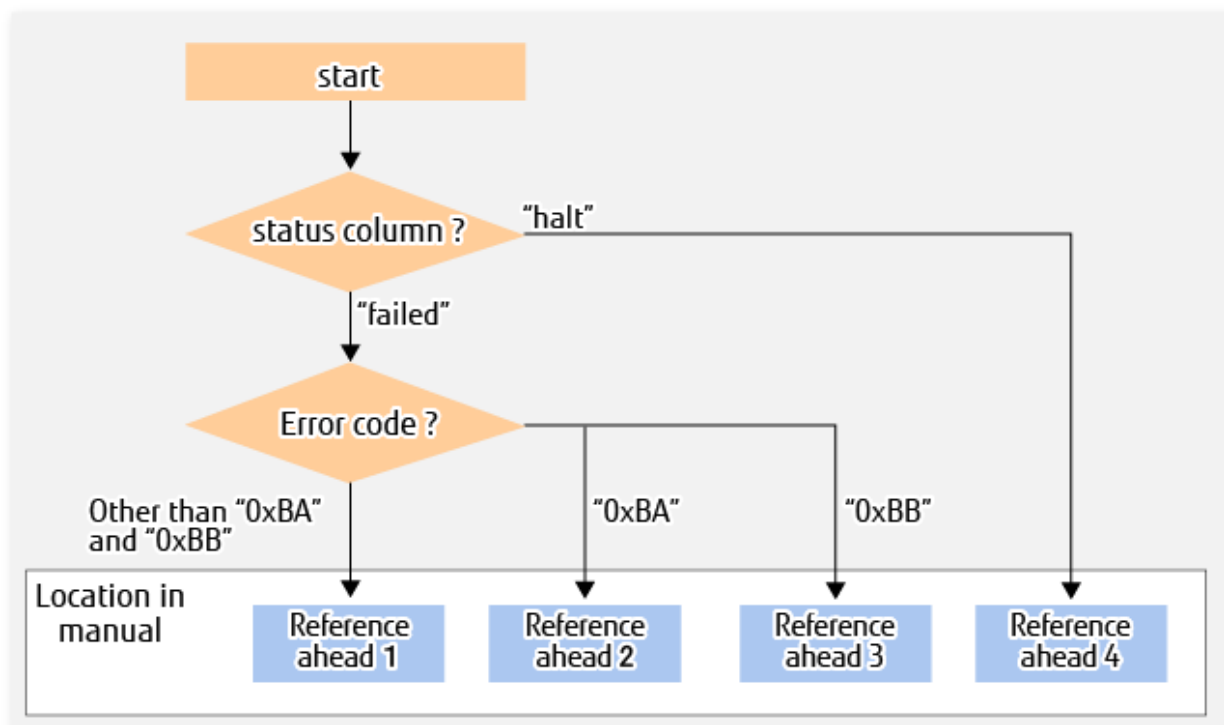 start
status column ?
“halt”
“failed”
Error code ?
Other than “0xBA”
and “0xBB”
“0xBA”
“0xBB”
Location in
manual
Reference
ahead 1
Reference
ahead 2
Reference
ahead 3
Reference
ahead 4